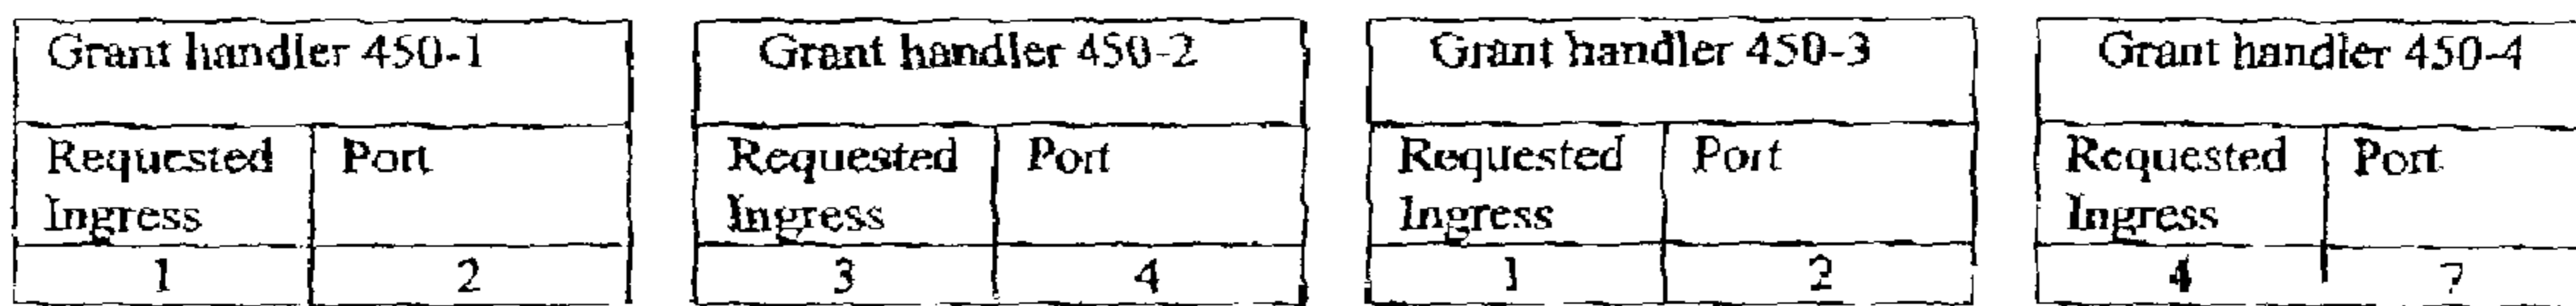 Grant handler 450-1
Requested Port
Ingress
1 2
Grant handler 450-2
Requested Port
Ingress
3 4
Grant handler 450-3
Requested Port
Ingress
1 2
Grant handler 450-4
Requested Port
Ingress
4 7